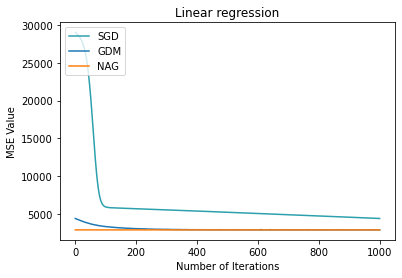 Linear regression
30000
25000
20000
15000
10000
5000
MSE Value
SGD
GDM
NAG
0 200 400 600 800 1000
Number of Iterations